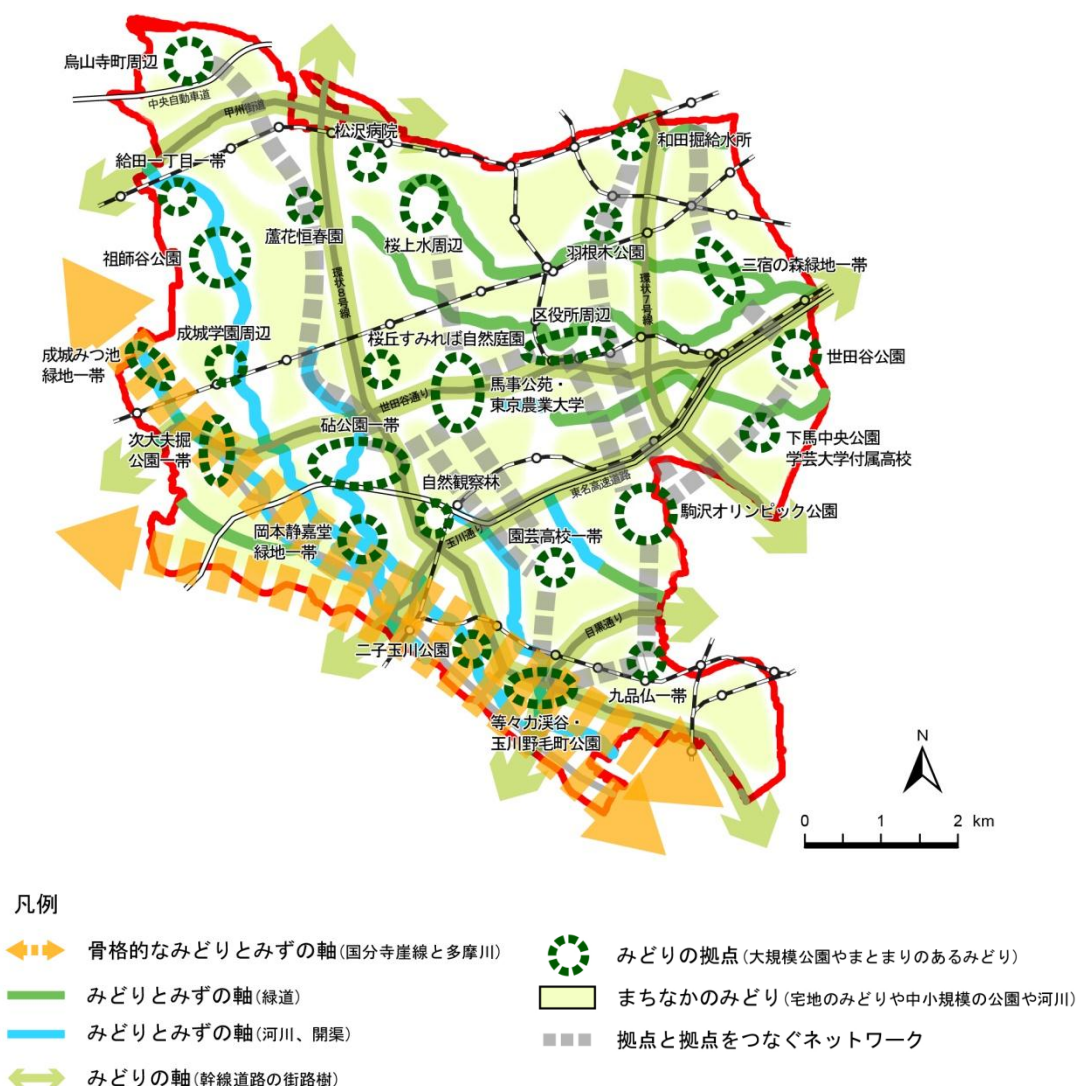 烏山寺町周辺
中央自動車道
甲州街道
松沢病院
和田掘給水所
給田一丁目一帯
蘆花恒春園
桜上水周辺
羽根木公園
祖師谷公園
三宿の森緑地一帯
環状8号線
環状7号線
成城学園周辺
桜丘すみれば自然庭園
区役所周辺
成城みつ池
緑地一帯
世田谷公園
馬事公苑・
東京農業大学
世田谷通り
砧公園一帯
次大夫掘
公園一帯
下馬中央公園
学芸大学付属高校
自然観察林
東名高速道路
駒沢オリンピック公園
岡本静嘉堂
緑地一帯
玉川通り
園芸高校一帯
目黒通り
二子玉川公園
九品仏一帯
等々力渓谷・
玉川野毛町公園
N
0 1 2 km
凡例
骨格的なみどりとみずの軸(国分寺崖線と多摩川)
みどりとみずの軸(緑道)
みどりとみずの軸(河川、開渠)
みどりの軸(幹線道路の街路樹)
みどりの拠点(大規模公園やまとまりのあるみどり)
まちなかのみどり(宅地のみどりや中小規模の公園や河川)
拠点と拠点をつなぐネットワーク